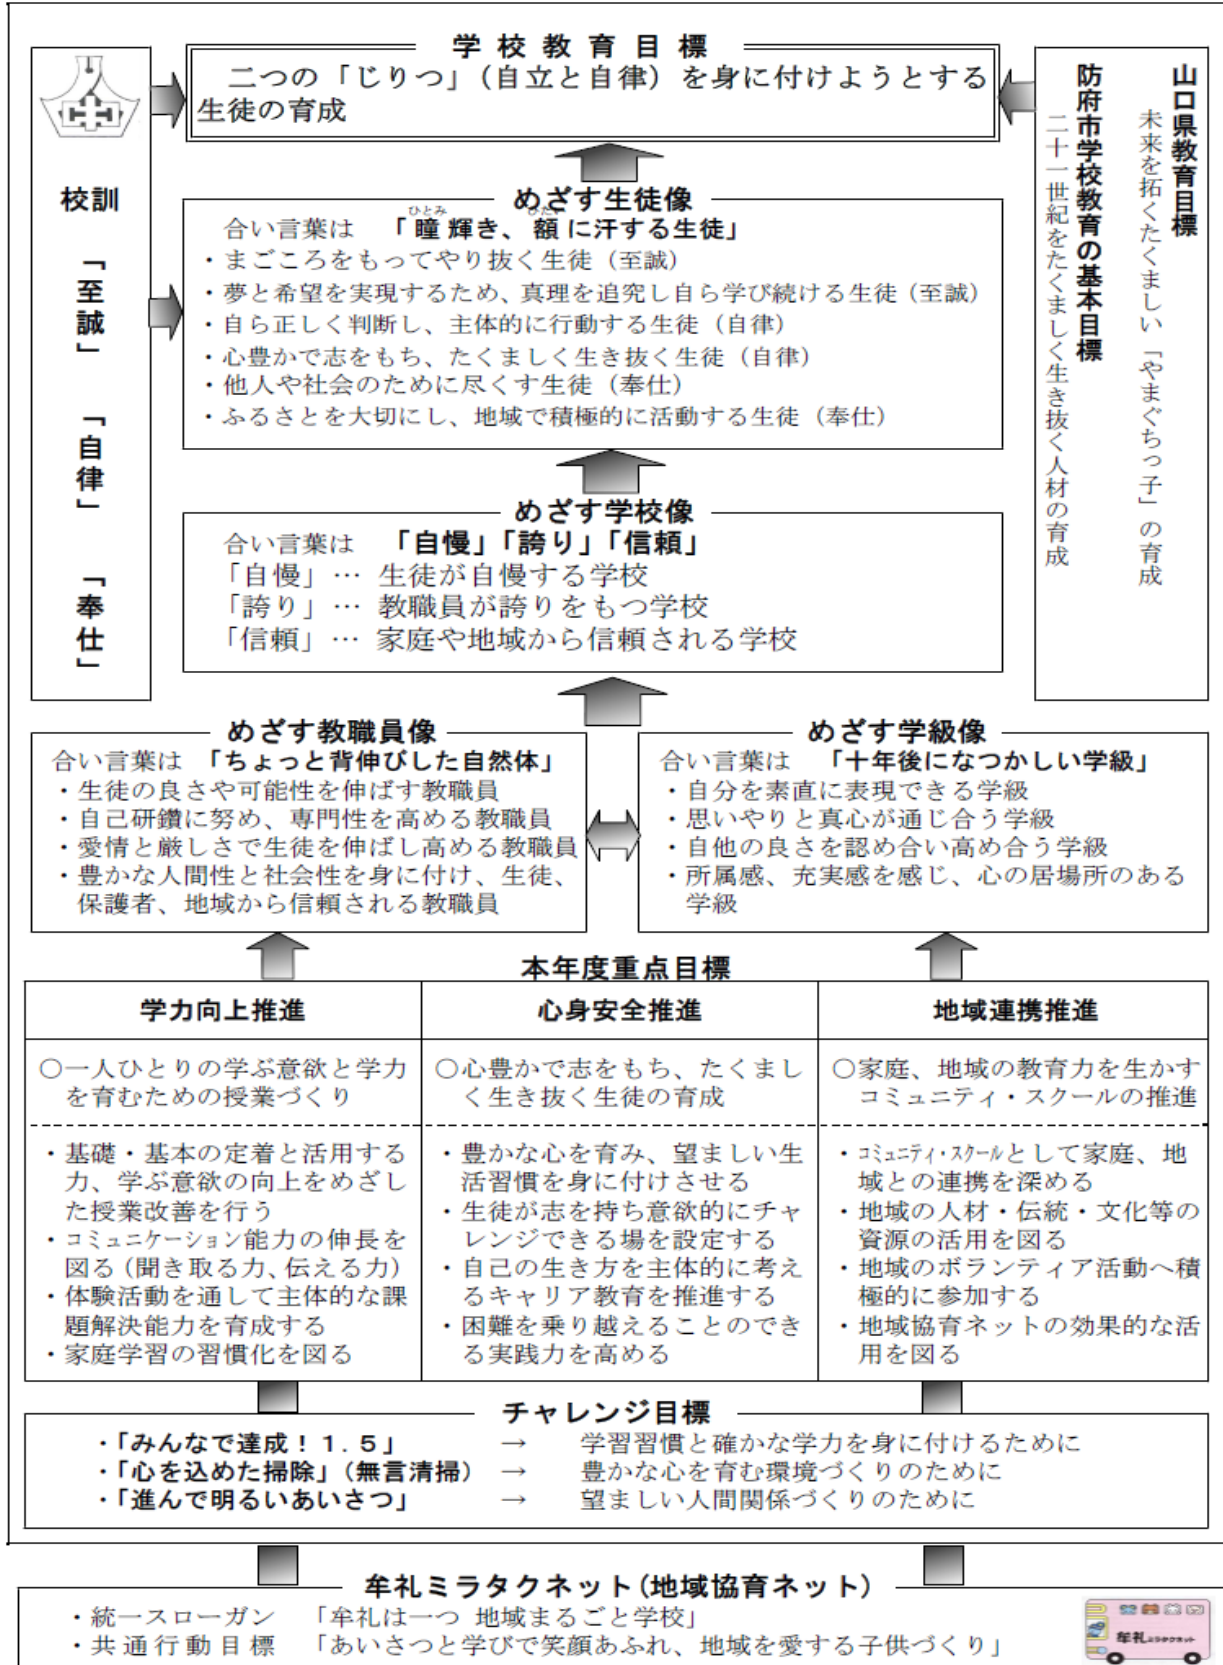 学校教育目標
二つの「じりつ」(自立と自律)を身に付けようとする
生徒の育成
校訓
「至誠」
「自律」
「奉仕」
山口県教育目標
未来を拓くたくましい「やまぐちっ子」の育成
防府市学校教育の基本目標
二十一世紀をたくましく生き抜く人材の育成
めざす生徒像
ひとみ ひたい
合い言葉は 「瞳輝き、額に汗する生徒」
・まごころをもってやり抜く生徒(至誠)
・夢と希望を実現するため、真理を追究し自ら学び続ける生徒(至誠)
・自ら正しく判断し、主体的に行動する生徒(自律)
・心豊かで志をもち、たくましく生き抜く生徒(自律)
・他人や社会のために尽くす生徒(奉仕)
・ふるさとを大切にし、地域で積極的に活動する生徒(奉仕)
めざす学校像
合い言葉は 「自慢」「誇り」「信頼」
「自慢」… 生徒が自慢する学校
「誇り」… 教職員が誇りをもつ学校
「信頼」… 家庭や地域から信頼される学校
めざす教職員像
合い言葉は 「ちょっと背伸びした自然体」
・生徒の良さや可能性を伸ばす教職員
・自己研鑽に努め、専門性を高める教職員
・愛情と厳しさで生徒を伸ばし高める教職員
・豊かな人間性と社会性を身に付け、生徒、
保護者、地域から信頼される教職員
めざす学級像
合い言葉は 「十年後になつかしい学級」
・自分を素直に表現できる学級
・思いやりと真心が通じ合う学級
・自他の良さを認め合い高め合う学級
・所属感、充実感を感じ、心の居場所のある
学級
本年度重点目標
学力向上推進
○一人ひとりの学ぶ意欲と学力
を育むための授業づくり
・基礎・基本の定着と活用する
力、学ぶ意欲の向上をめざし
た授業改善を行う
・コミュニケーション能力の伸長を
図る(聞き取る力、伝える力)
・体験活動を通して主体的な課
題解決能力を育成する
・家庭学習の習慣化を図る
心身安全推進
○心豊かで志をもち、たくまし
く生き抜く生徒の育成
・豊かな心を育み、望ましい生
活習慣を身に付けさせる
・生徒が志を持ち意欲的にチャ
レンジできる場を設定する
・自己の生き方を主体的に考え
るキャリア教育を推進する
・困難を乗り越えることのでき
る実践力を高める
地域連携推進
○家庭、地域の教育力を生かす
コミュニティ・スクールの推進
・コミュニティ・スクールとして家庭、地
域との連携を深める
・地域の人材・伝統・文化等の
資源の活用を図る
・地域のボランティア活動へ積
極的に参加する
・地域協育ネットの効果的な活
用を図る
チャレンジ目標
・「みんなで達成!1.5」 → 学習習慣と確かな学力を身に付けるために
・「心を込めた掃除」(無言清掃) → 豊かな心を育む環境づくりのために
・「進んで明るいあいさつ」 → 望ましい人間関係づくりのために
牟礼ミラタクネット(地域協育ネット)
・統一スローガン 「牟礼は一つ 地域まるごと学校」
・共通行動目標 「あいさつと学びで笑顔あふれ、地域を愛する子供づくり」
牟礼ミラタクネット